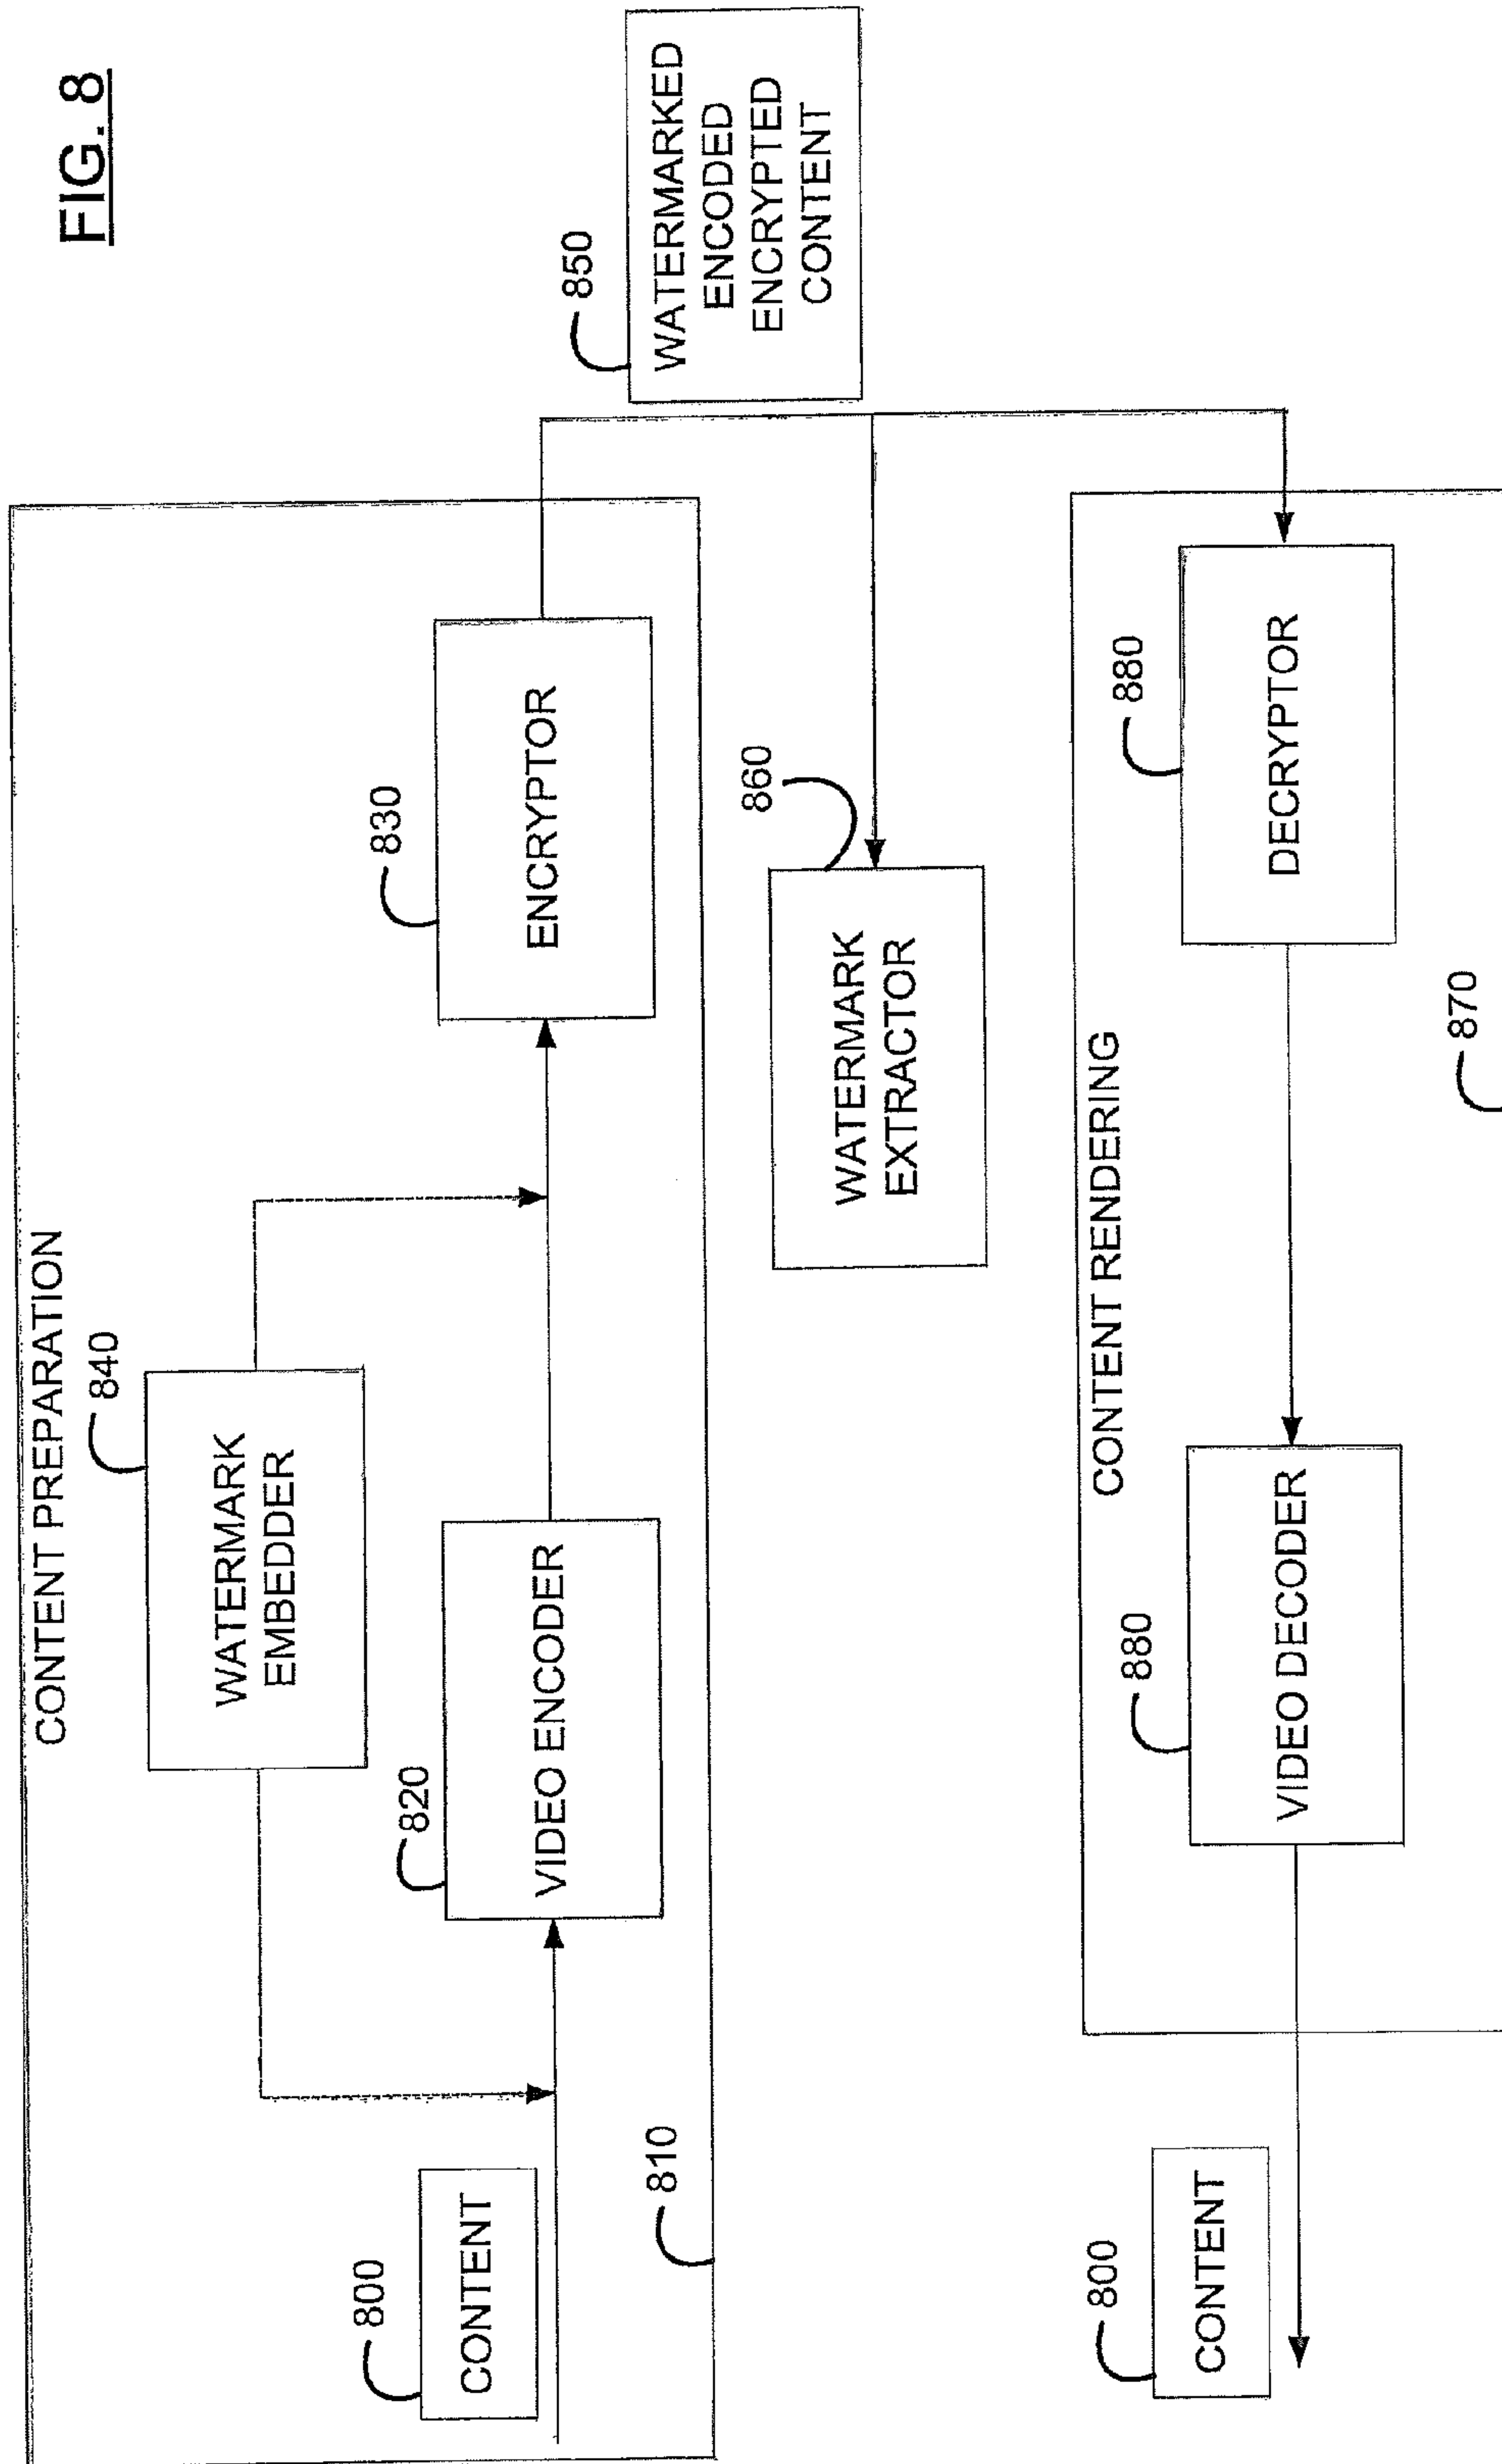 FIG. 8
CONTENT PREPARATION
840
WATERMARK
EMBEDDER
800
CONTENT
820
VIDEO ENCODER
830
ENCRYPTOR
810
850
WATERMARKED
ENCODED
ENCRYPTED
CONTENT
860
WATERMARK
EXTRACTOR
CONTENT RENDERING
800
CONTENT
880
VIDEO DECODER
880
DECRYPTOR
870